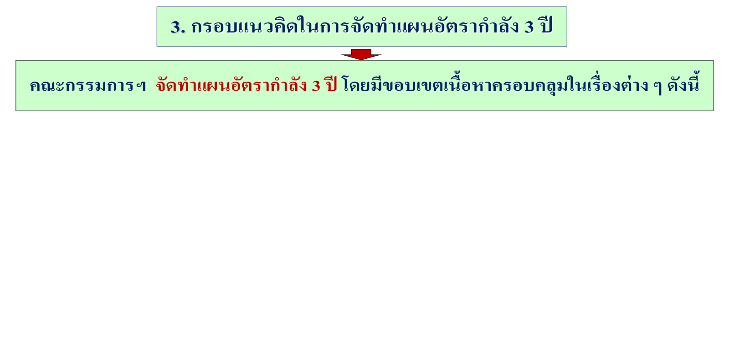 3. กรอบแนวคิดในการจัดทำแผนอัตรากำลัง 3 ปี
คณะกรรมการฯ จัดทำแผนอัตรากำลัง 3 ปี โดยมีขอบเขตเนื้อหาครอบคลุมในเรื่องต่าง ๆ ดังนี้